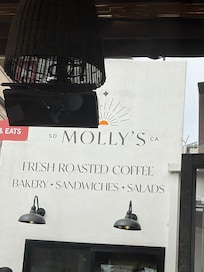 & EATS
SD MOLLY'S CA
FRESH ROASTED COFFEE
BAKERY • SANDWICHES • SALADS